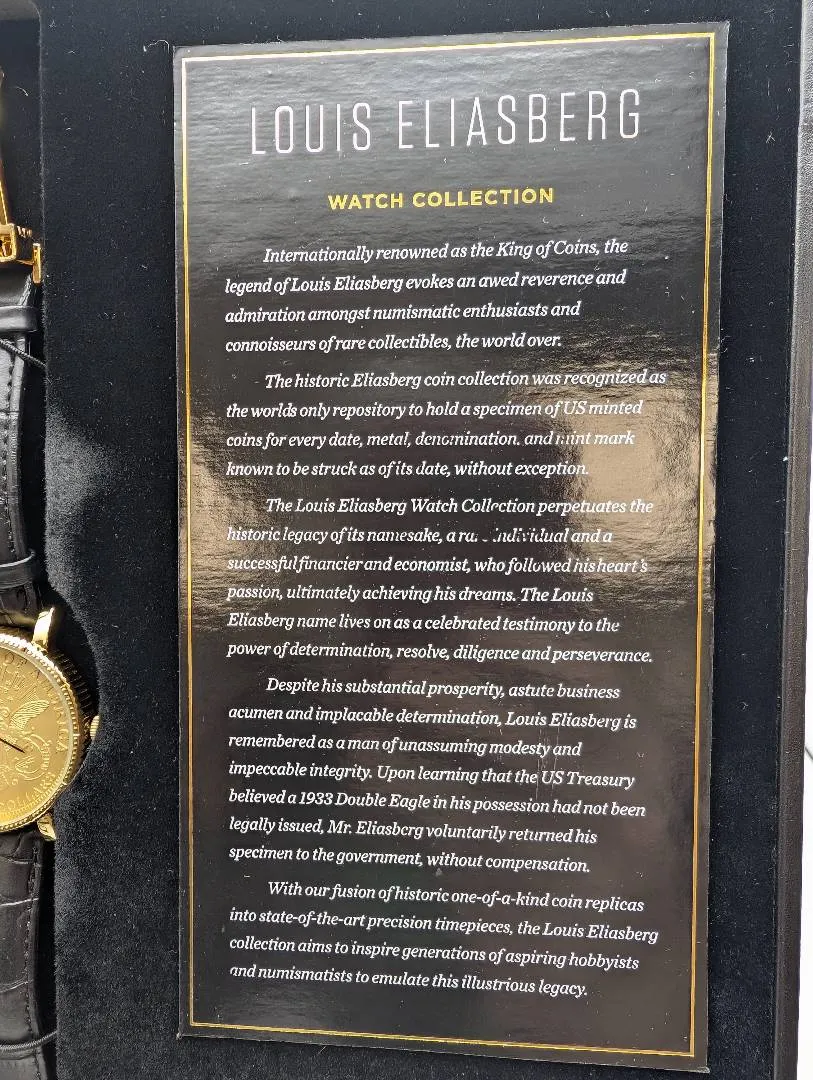 LOUIS ELIASBERG
WATCH COLLECTION
Internationally renowned as the King of Coins, the
legend of Louis Eliasberg evokes an awed reverence and
admiration amongst numismatic enthusiasts and
connoisseurs of rare collectibles, the world over.
The historic Eliasberg coin collection was recognized as
the worlds only repository to hold a specimen of US minted
coins for every date, metal, denomination. and mint mark
known to be struck as of its date, without exception.
The Louis Eliasberg Watch Collection perpetuates the
historic legacy of its namesake, a individual and a
successful financier and economist, who followed his heart's
passion, ultimately achieving his dreams. The Louis
Eliasberg name lives on as a celebrated testimony to the
power of determination, resolve, diligence and perseverance.
Despite his substantial prosperity, astute business
acumen and implacable determination, Louis Eliasberg is
remembered as a man of unassuming modesty and
impeccable integrity. Upon learning that the US Treasury
believed a 1933 Double Eagle in his possession had not been
legally issued, Mr. Eliasberg voluntarily returned his
specimen to the government, without compensation.
With our fusion of historic one-of-a-kind coin replicas
into state-of-the-art precision timepieces, the Louis Eliasberg
collection aims to inspire generations of aspiring hobbyists
and numismatists to emulate this illustrious legacy.